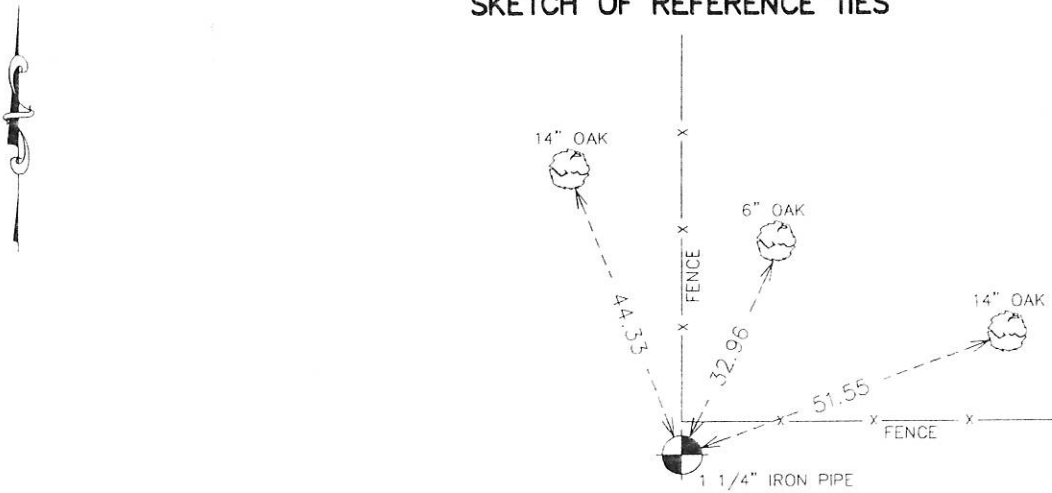 SKETCH OF REFERENCE TIES
14" OAK
6" OAK
FENCE
14" OAK
44.33
32.96
51.55
FENCE
1 1/4" IRON PIPE